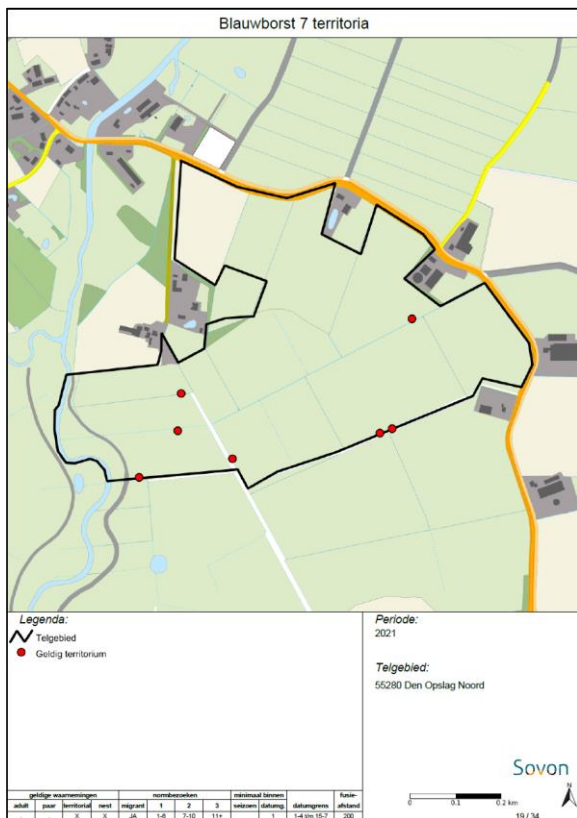 Blauwborst 7 territoria
Legenda:
Telgebied
Geldig territorium
Periode:
2021
Telgebied:
55280 Den Opslag Noord
Sovon
0 0.1 0.2 km
N
geldige waarnemingen normbezoeken minimaal binnen fusie-
adult paar territoriaal nest migrant 1 2 3 seizoen datumg. datumgrens afstand
- - X X JA 1-6 7-10 11+ 1 1-4 t/m 15-7 200
19 / 34